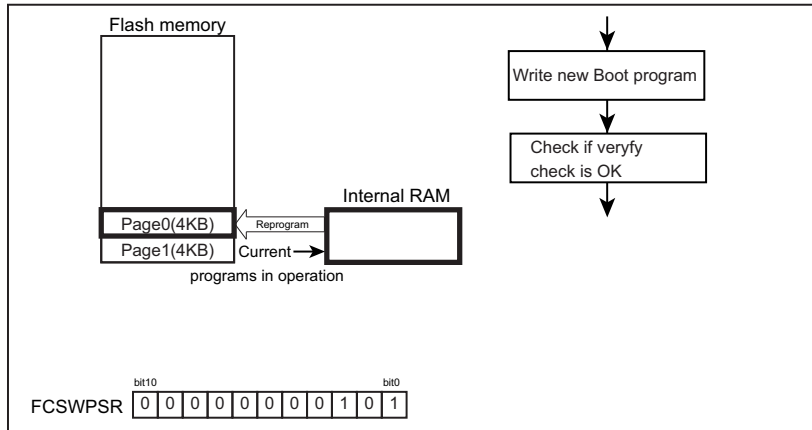 Flash memory
Page0(4KB)
Page1(4KB)
Reprogram
Internal RAM
Current
programs in operation
Write new Boot program
Check if veryfy
check is OK
bit10
bit0
FCSWPSR 0 0 0 0 0 0 0 0 1 0 1